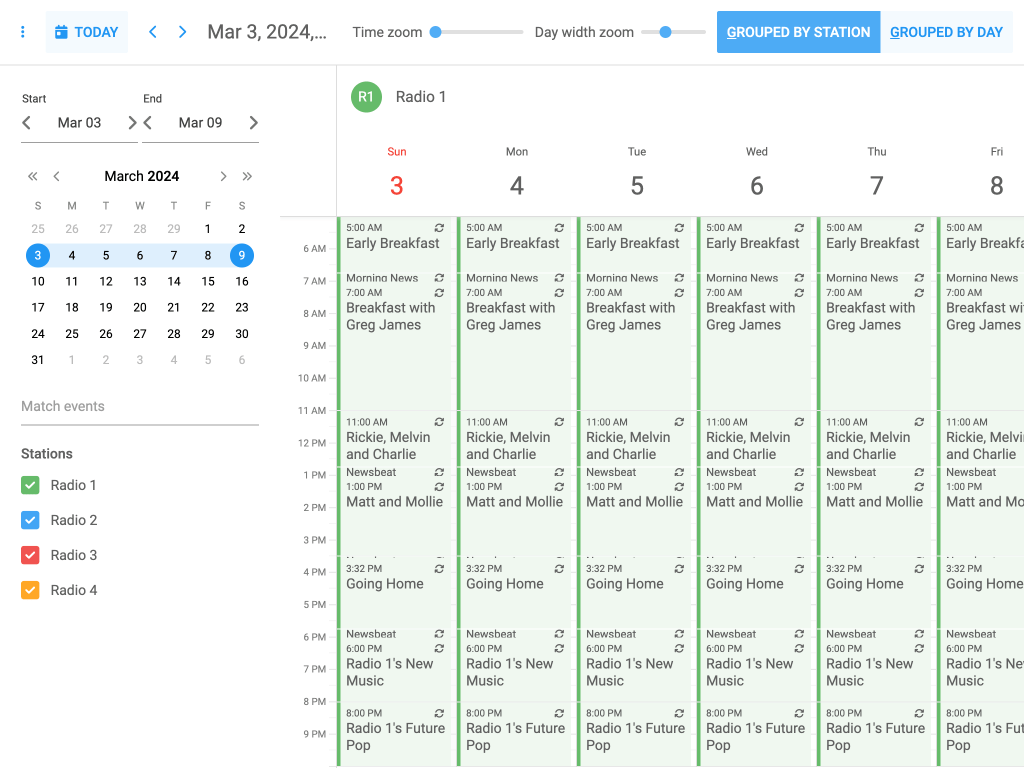 TODAY
Mar 3, 2024,...
Time zoom
Day width zoom
GROUPED BY STATION
GROUPED BY DAY
Start
End
Mar 03
Mar 09
March 2024
S M T W T F S
25 26 27 28 29 1 2
3 4 5 6 7 8 9
10 11 12 13 14 15 16
17 18 19 20 21 22 23
24 25 26 27 28 29 30
31 1 2 3 4 5 6
Match events
Stations
Radio 1
Radio 2
Radio 3
Radio 4
R1 Radio 1
Sun Mon Tue Wed Thu Fri
3 4 5 6 7 8
6 AM
7 AM
8 AM
9 AM
10 AM
11 AM
12 PM
1 PM
2 PM
3 PM
4 PM
5 PM
6 PM
7 PM
8 PM
9 PM
5:00 AM
Early Breakfast
Morning News
7:00 AM
Breakfast with
Greg James
11:00 AM
Rickie, Melvin
and Charlie
Newsbeat
1:00 PM
Matt and Mollie
3:32 PM
Going Home
Newsbeat
6:00 PM
Radio 1's New
Music
8:00 PM
Radio 1's Future
Pop
5:00 AM
Early Breakfast
Morning News
7:00 AM
Breakfast with
Greg James
11:00 AM
Rickie, Melvin
and Charlie
Newsbeat
1:00 PM
Matt and Mollie
3:32 PM
Going Home
Newsbeat
6:00 PM
Radio 1's New
Music
8:00 PM
Radio 1's Future
Pop
5:00 AM
Early Breakfast
Morning News
7:00 AM
Breakfast with
Greg James
11:00 AM
Rickie, Melvin
and Charlie
Newsbeat
1:00 PM
Matt and Mollie
3:32 PM
Going Home
Newsbeat
6:00 PM
Radio 1's New
Music
8:00 PM
Radio 1's Future
Pop
5:00 AM
Early Breakfast
Morning News
7:00 AM
Breakfast with
Greg James
11:00 AM
Rickie, Melvin
and Charlie
Newsbeat
1:00 PM
Matt and Mollie
3:32 PM
Going Home
Newsbeat
6:00 PM
Radio 1's New
Music
8:00 PM
Radio 1's Future
Pop
5:00 AM
Early Breakfast
Morning News
7:00 AM
Breakfast with
Greg James
11:00 AM
Rickie, Melvin
and Charlie
Newsbeat
1:00 PM
Matt and Mollie
3:32 PM
Going Home
Newsbeat
6:00 PM
Radio 1's New
Music
8:00 PM
Radio 1's Future
Pop
5:00 AM
Early Breakfa
Morning News
7:00 AM
Breakfast wit
Greg James
11:00 AM
Rickie, Melvin
and Charlie
Newsbeat
1:00 PM
Matt and Mo
3:32 PM
Going Home
Newsbeat
6:00 PM
Radio 1's Ne
Music
8:00 PM
Radio 1's Fut
Pop